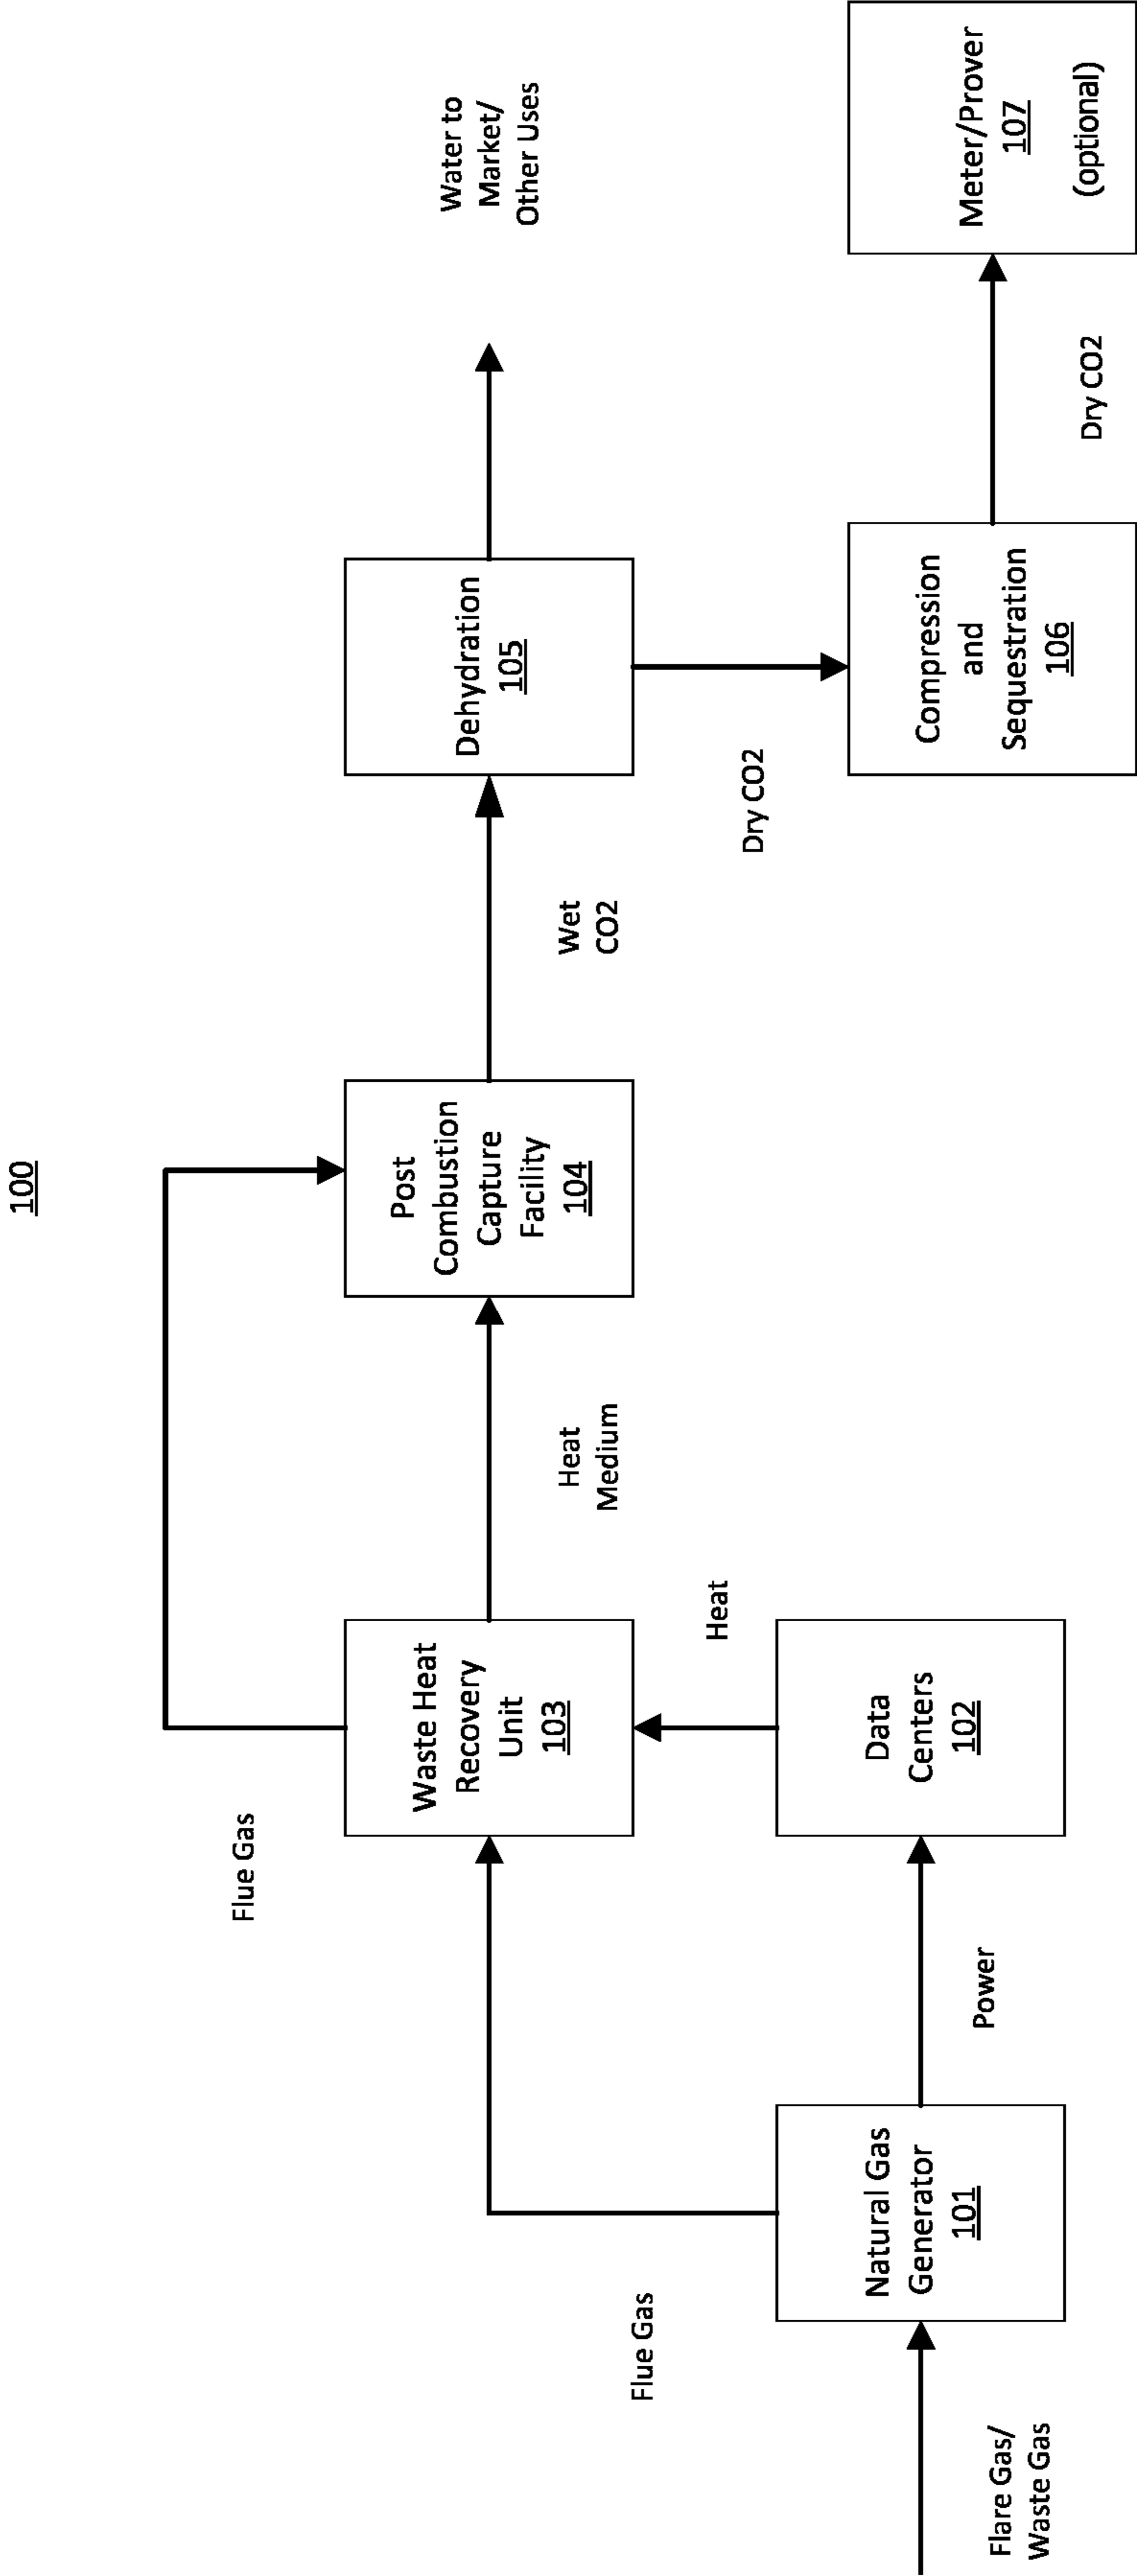 100
Flue Gas
Waste Heat
Recovery
Unit
103
Heat
Medium
Post
Combustion
Capture
Facility
104
Wet
CO2
Dehydration
105
Water to
Market/
Other Uses
Flue Gas
Heat
Dry CO2
Flare Gas/
Waste Gas
Natural Gas
Generator
101
Power
Data
Centers
102
Compression
and
Sequestration
106
Dry CO2
Meter/Prover
107
(optional)